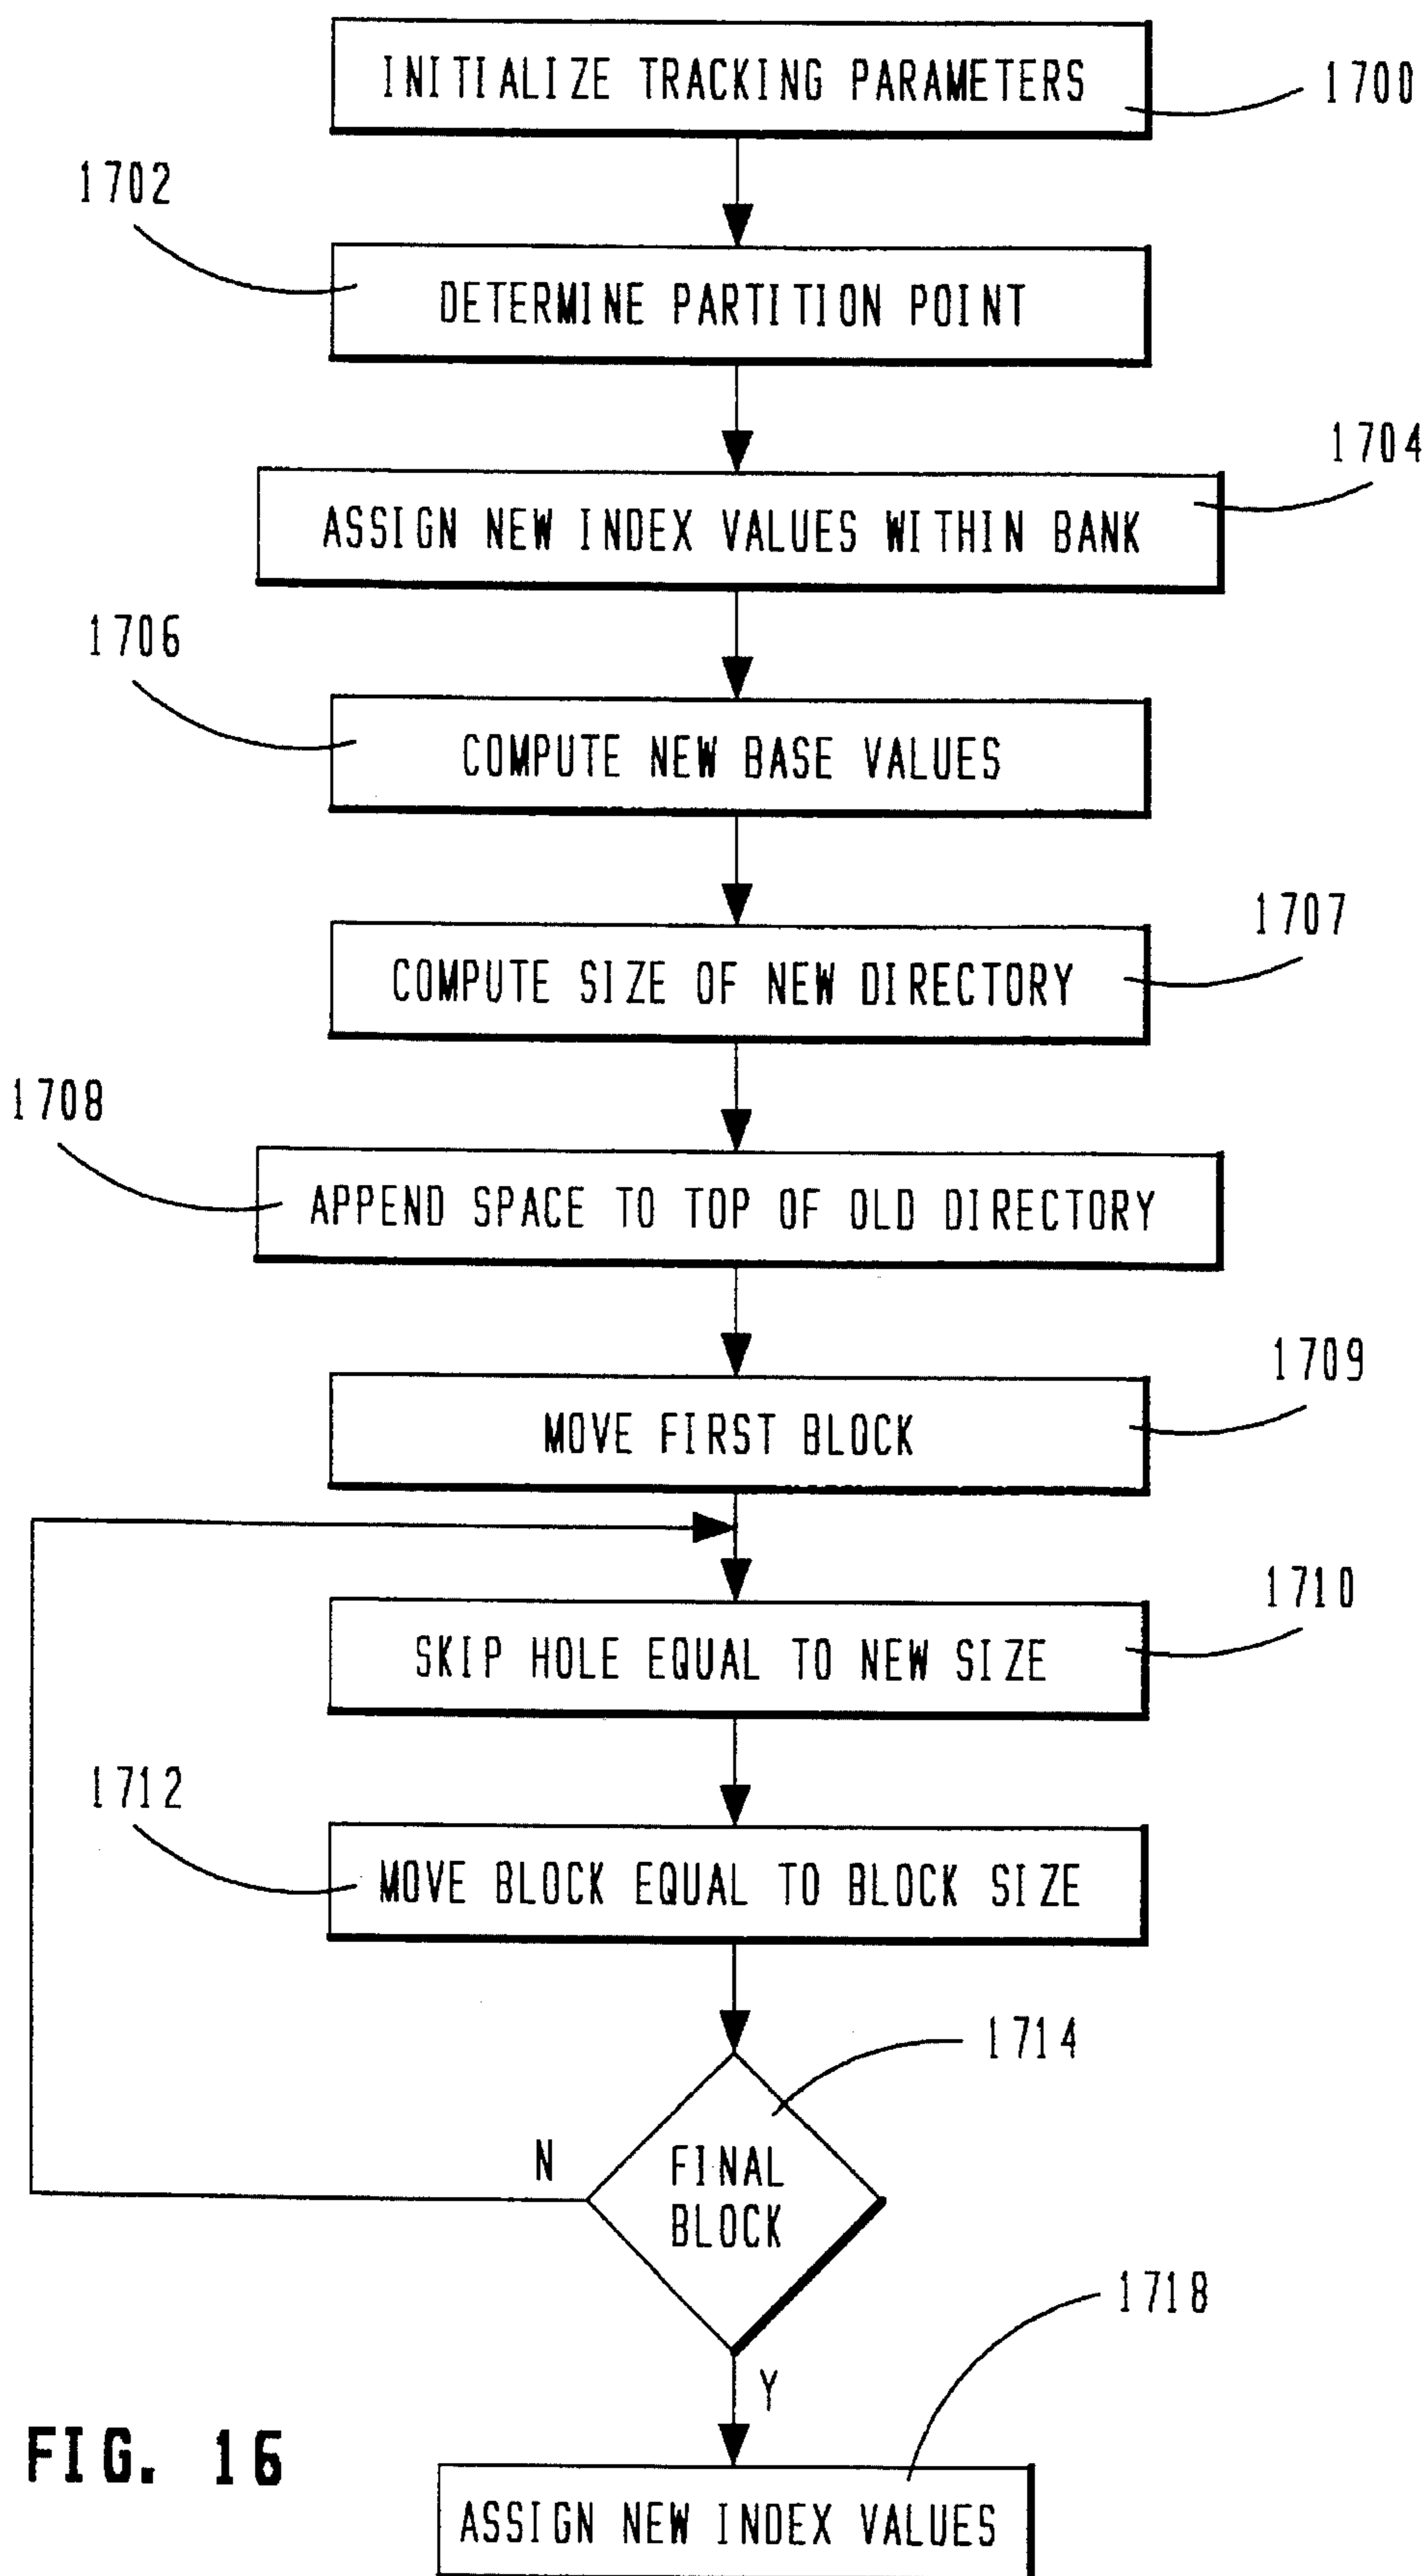 INITIALIZE TRACKING PARAMETERS
1700
1702
DETERMINE PARTITION POINT
1704
ASSIGN NEW INDEX VALUES WITHIN BANK
1706
COMPUTE NEW BASE VALUES
1707
COMPUTE SIZE OF NEW DIRECTORY
1708
APPEND SPACE TO TOP OF OLD DIRECTORY
1709
MOVE FIRST BLOCK
1710
SKIP HOLE EQUAL TO NEW SIZE
1712
MOVE BLOCK EQUAL TO BLOCK SIZE
1714
N
FINAL
BLOCK
1718
Y
FIG. 16
ASSIGN NEW INDEX VALUES